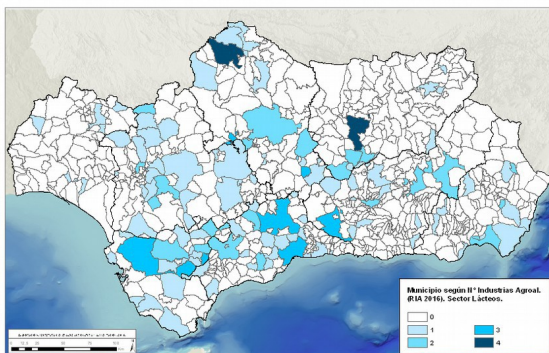 Municipio según Nº Industrias Agroal.
(RIA 2016). Sector Lácteos.
0
1
2
3
4